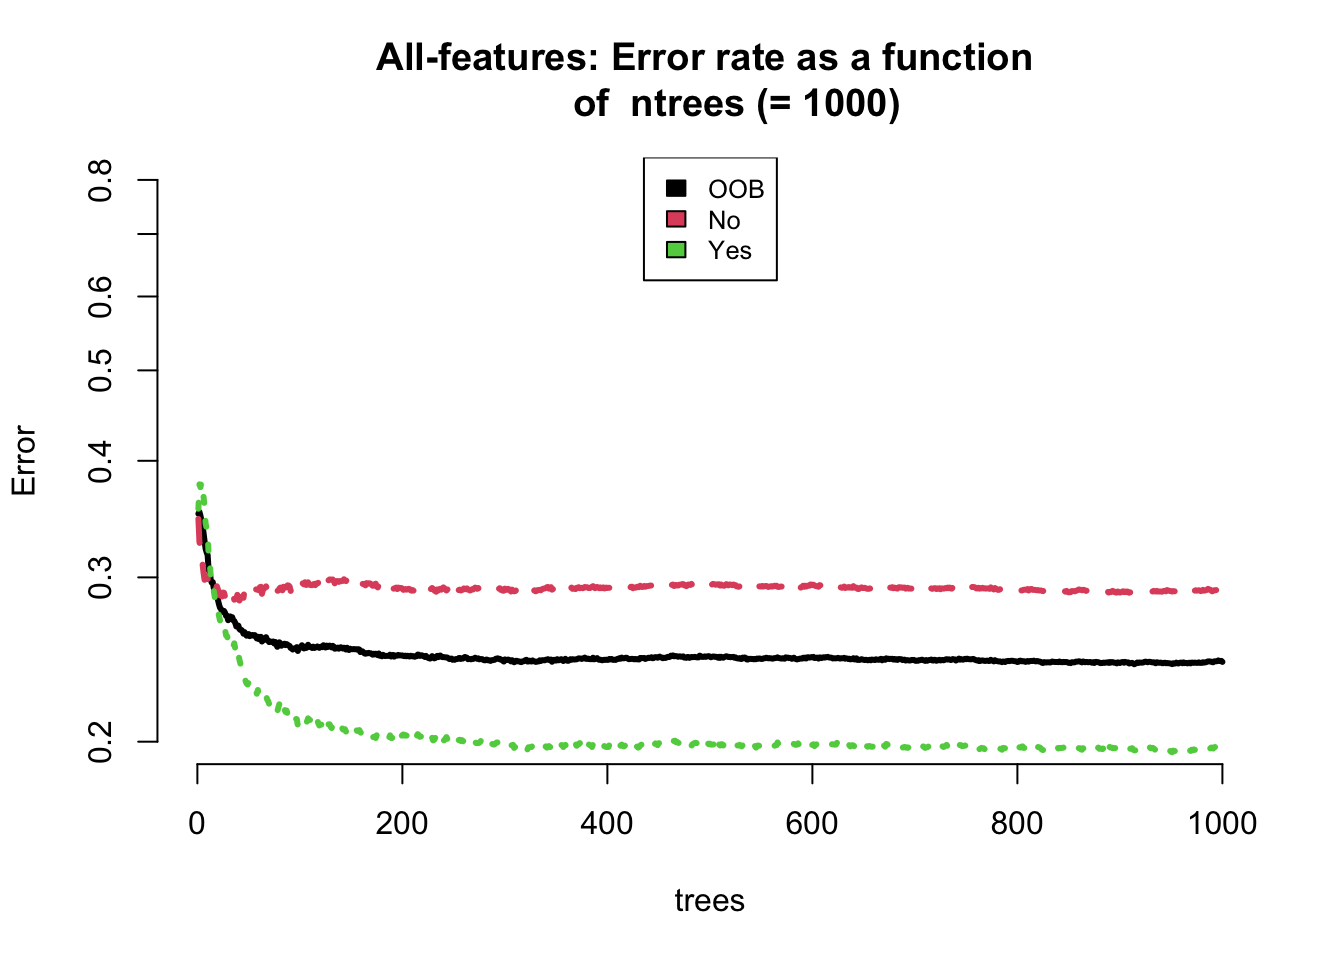 All-features: Error rate as a function
of  ntrees (= 1000)
OOB
No
Yes
Error
0.8
0.6
0.5
0.4
0.3
0.2
0 200 400 600 800 1000
trees